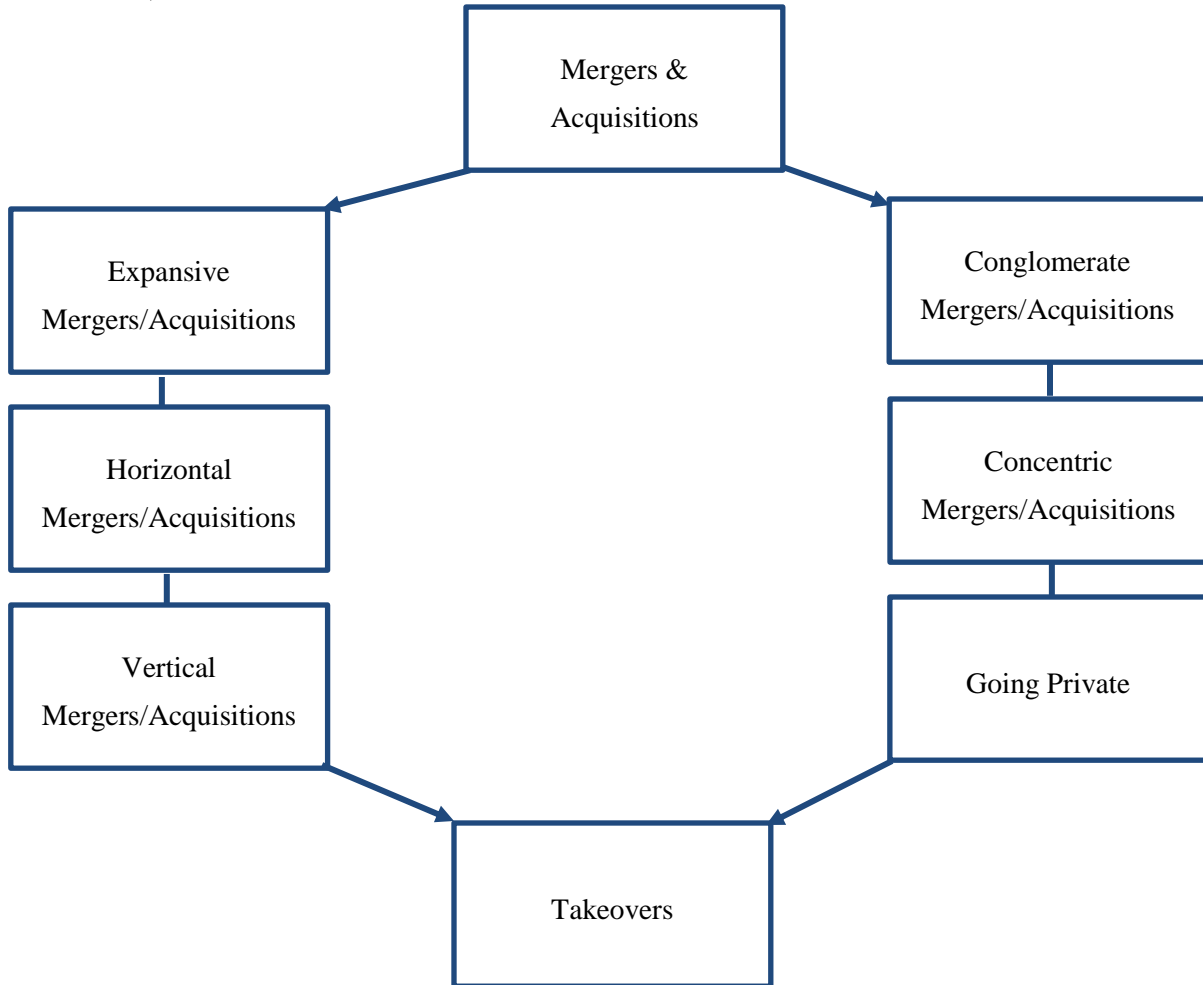 Mergers &
Acquisitions
Expansive
Mergers/Acquisitions
Conglomerate
Mergers/Acquisitions
Horizontal
Mergers/Acquisitions
Concentric
Mergers/Acquisitions
Vertical
Mergers/Acquisitions
Going Private
Takeovers